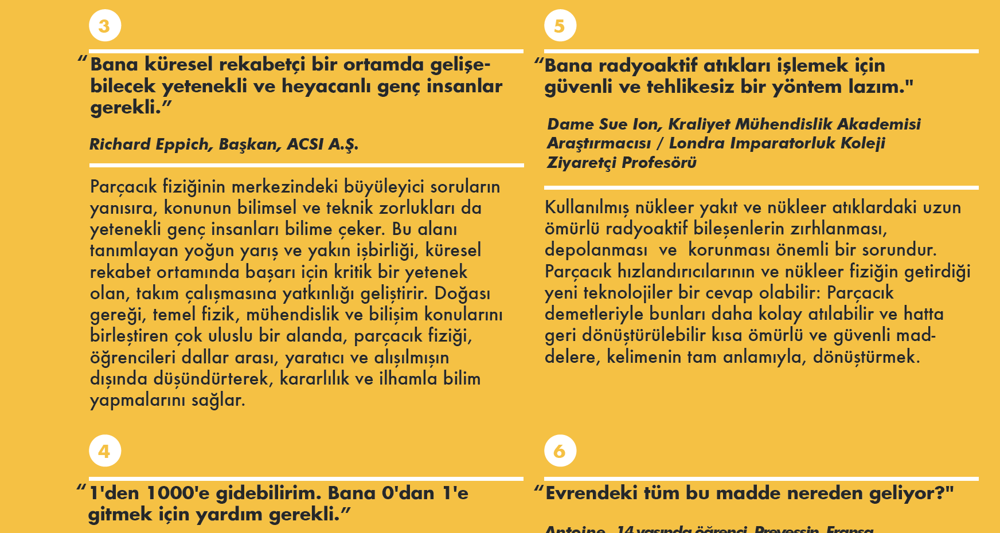 3
“Bana küresel rekabetçi bir ortamda gelişe-
bilecek yetenekli ve heyacanlı genç insanlar
gerekli.”
Richard Eppich, Başkan, ACSI A.Ş.
Parçacık fiziğinin merkezindeki büyüleyici soruların
yanısıra, konunun bilimsel ve teknik zorlukları da
yetenekli genç insanları bilime çeker. Bu alanı
tanımlayan yoğun yarış ve yakın işbirliği, küresel
rekabet ortamında başarı için kritik bir yetenek
olan, takım çalışmasına yatkınlığı geliştirir. Doğası
gereği, temel fizik, mühendislik ve bilişim konularını
birleştiren çok uluslu bir alanda, parçacık fiziği,
öğrencileri dallar arası, yaratıcı ve alışılmışın
dışında düşündürterek, kararlılık ve ilhamla bilim
yapmalarını sağlar.
4
“1'den 1000'e gidebilirim. Bana 0'dan 1'e
gitmek için yardım gerekli.”
5
“Bana radyoaktif atıkları işlemek için
güvenli ve tehlikesiz bir yöntem lazım."
Dame Sue Ion, Kraliyet Mühendislik Akademisi
Araştırmacısı / Londra Imparatorluk Koleji
Ziyaretçi Profesörü
Kullanılmış nükleer yakıt ve nükleer atıklardaki uzun
ömürlü radyoaktif bileşenlerin zırhlanması,
depolanması  ve  korunması önemli bir sorundur.
Parçacık hızlandırıcılarının ve nükleer fiziğin getirdiği
yeni teknolojiler bir cevap olabilir: Parçacık
demetleriyle bunları daha kolay atılabilir ve hatta
geri dönüştürülebilir kısa ömürlü ve güvenli mad-
delere, kelimenin tam anlamıyla, dönüştürmek.
6
“Evrendeki tüm bu madde nereden geliyor?"
Antoine, 14 yaşında öğrenci, Prevessin, Fransa